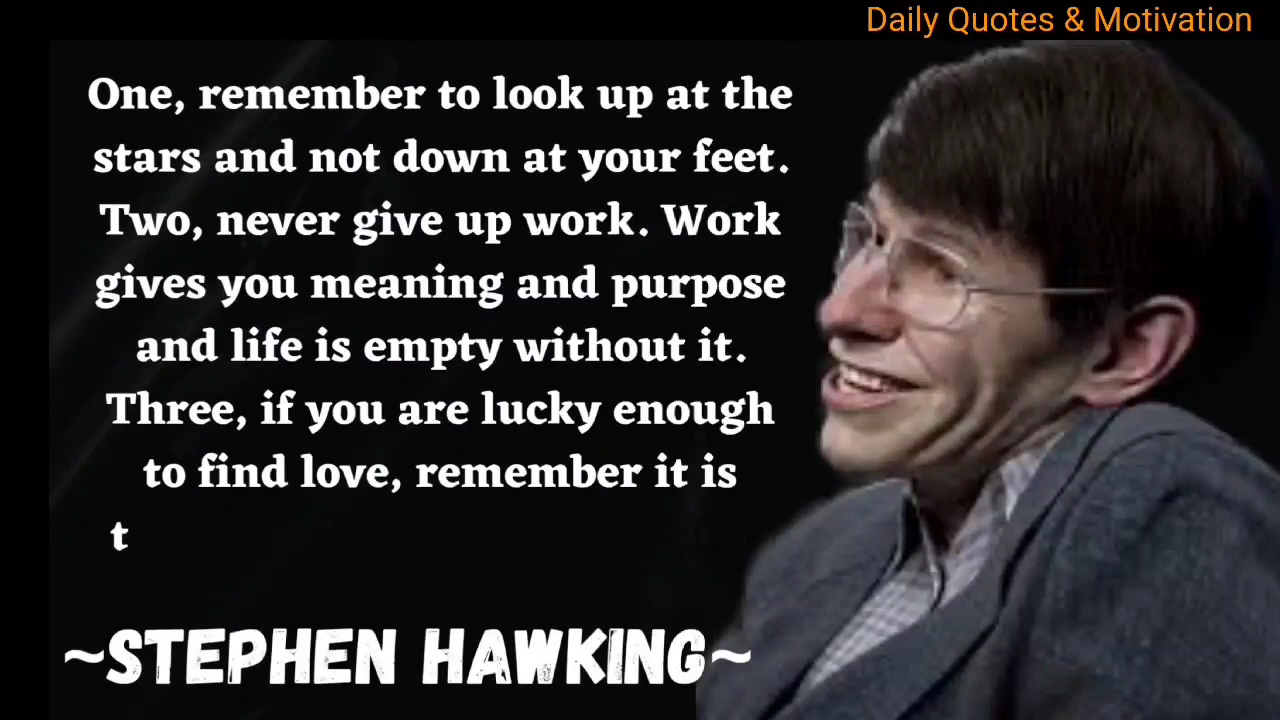 Daily Quotes & Motivation
One, remember to look up at the
stars and not down at your feet.
Two, never give up work. Work
gives you meaning and purpose
and life is empty without it.
Three, if you are lucky enough
to find love, remember it is
t
~STEPHEN HAWKING~